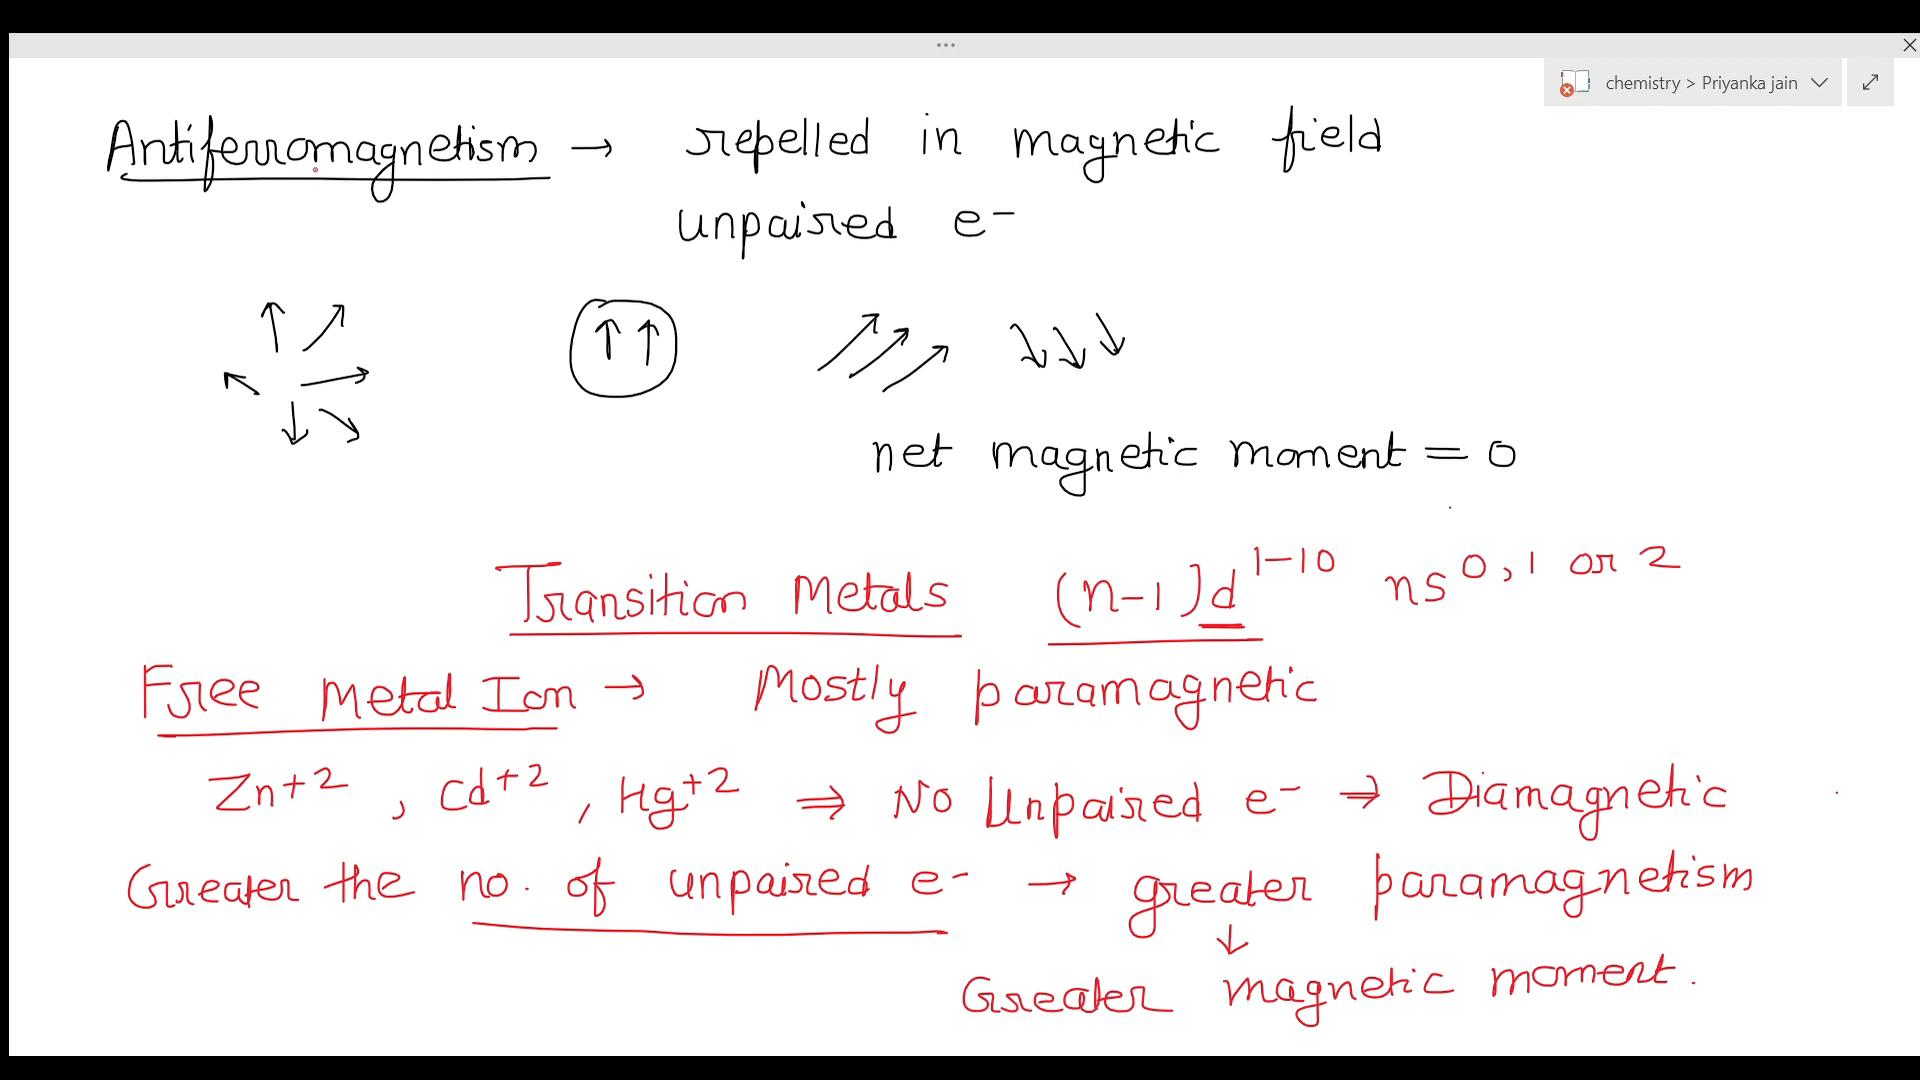 chemistry > Priyanka jain
Antiferromagnetism → repelled in magnetic field
unpaired e⁻
↑↑
net magnetic moment = 0
Transition Metals (n-1)d¹⁻¹⁰ ns⁰,¹ or ²
Free Metal Ion → Mostly paramagnetic
Zn⁺², Cd⁺², Hg⁺² ⇒ No Unpaired e⁻ ⇒ Diamagnetic
Greater the no. of unpaired e⁻ → greater paramagnetism
↓
Greater magnetic moment.